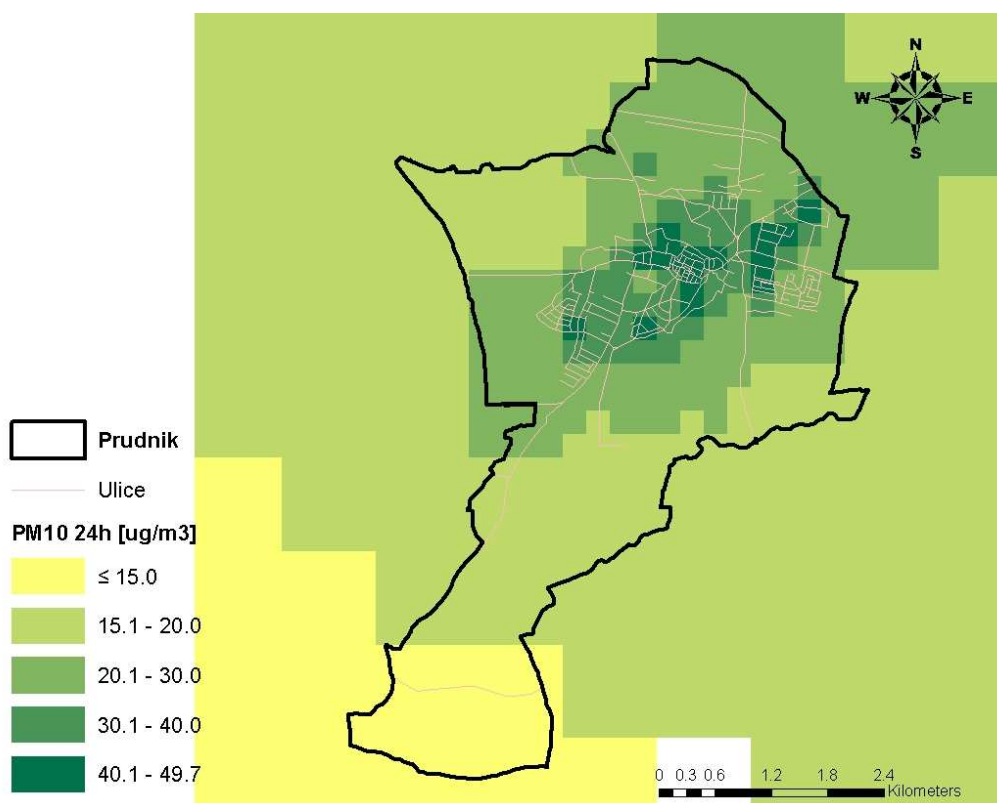 N
W E
S
Prudnik
Ulice
PM10 24h [ug/m3]
≤ 15.0
15.1 - 20.0
20.1 - 30.0
30.1 - 40.0
40.1 - 49.7
0 0.3 0.6 1.2 1.8 2.4
Kilometers